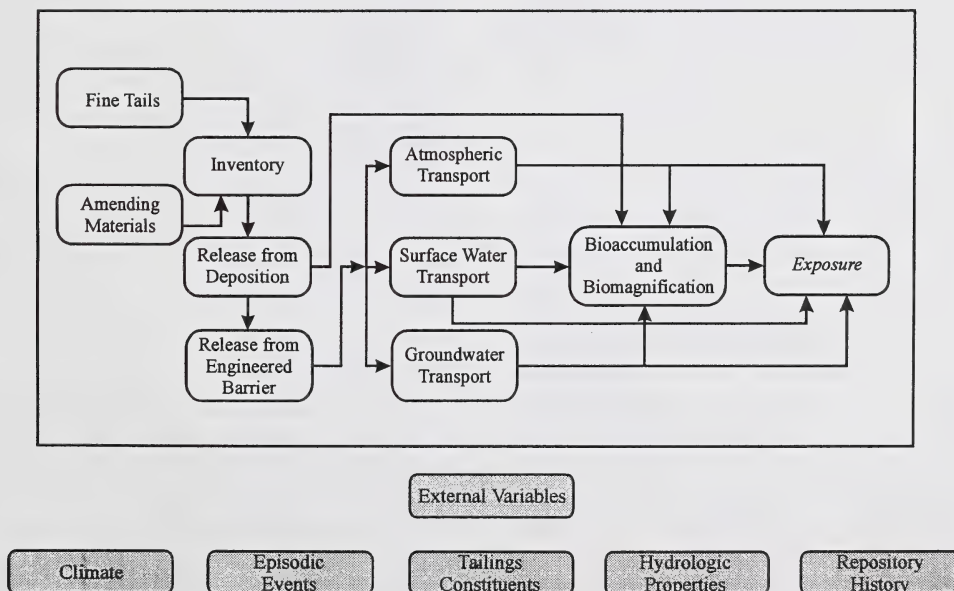 Fine Tails
Inventory
Amending
Materials
Release from
Deposition
Release from
Engineered
Barrier
Atmospheric
Transport
Surface Water
Transport
Groundwater
Transport
Bioaccumulation
and
Biomagnification
Exposure
External Variables
Climate
Episodic
Events
Tailings
Constituents
Hydrologic
Properties
Repository
History